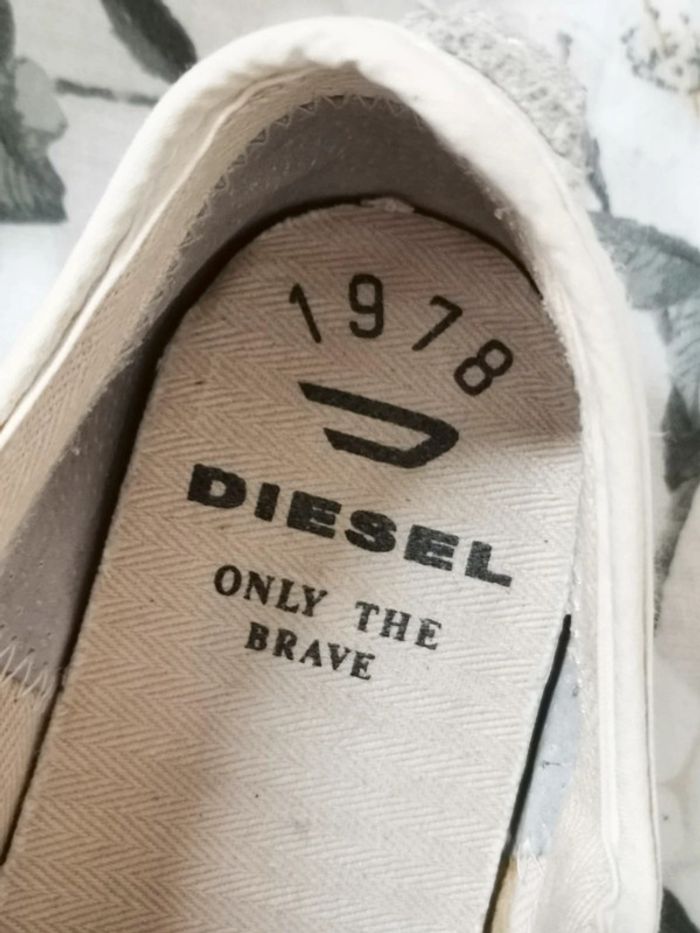 1978
DIESEL
ONLY THE
BRAVE